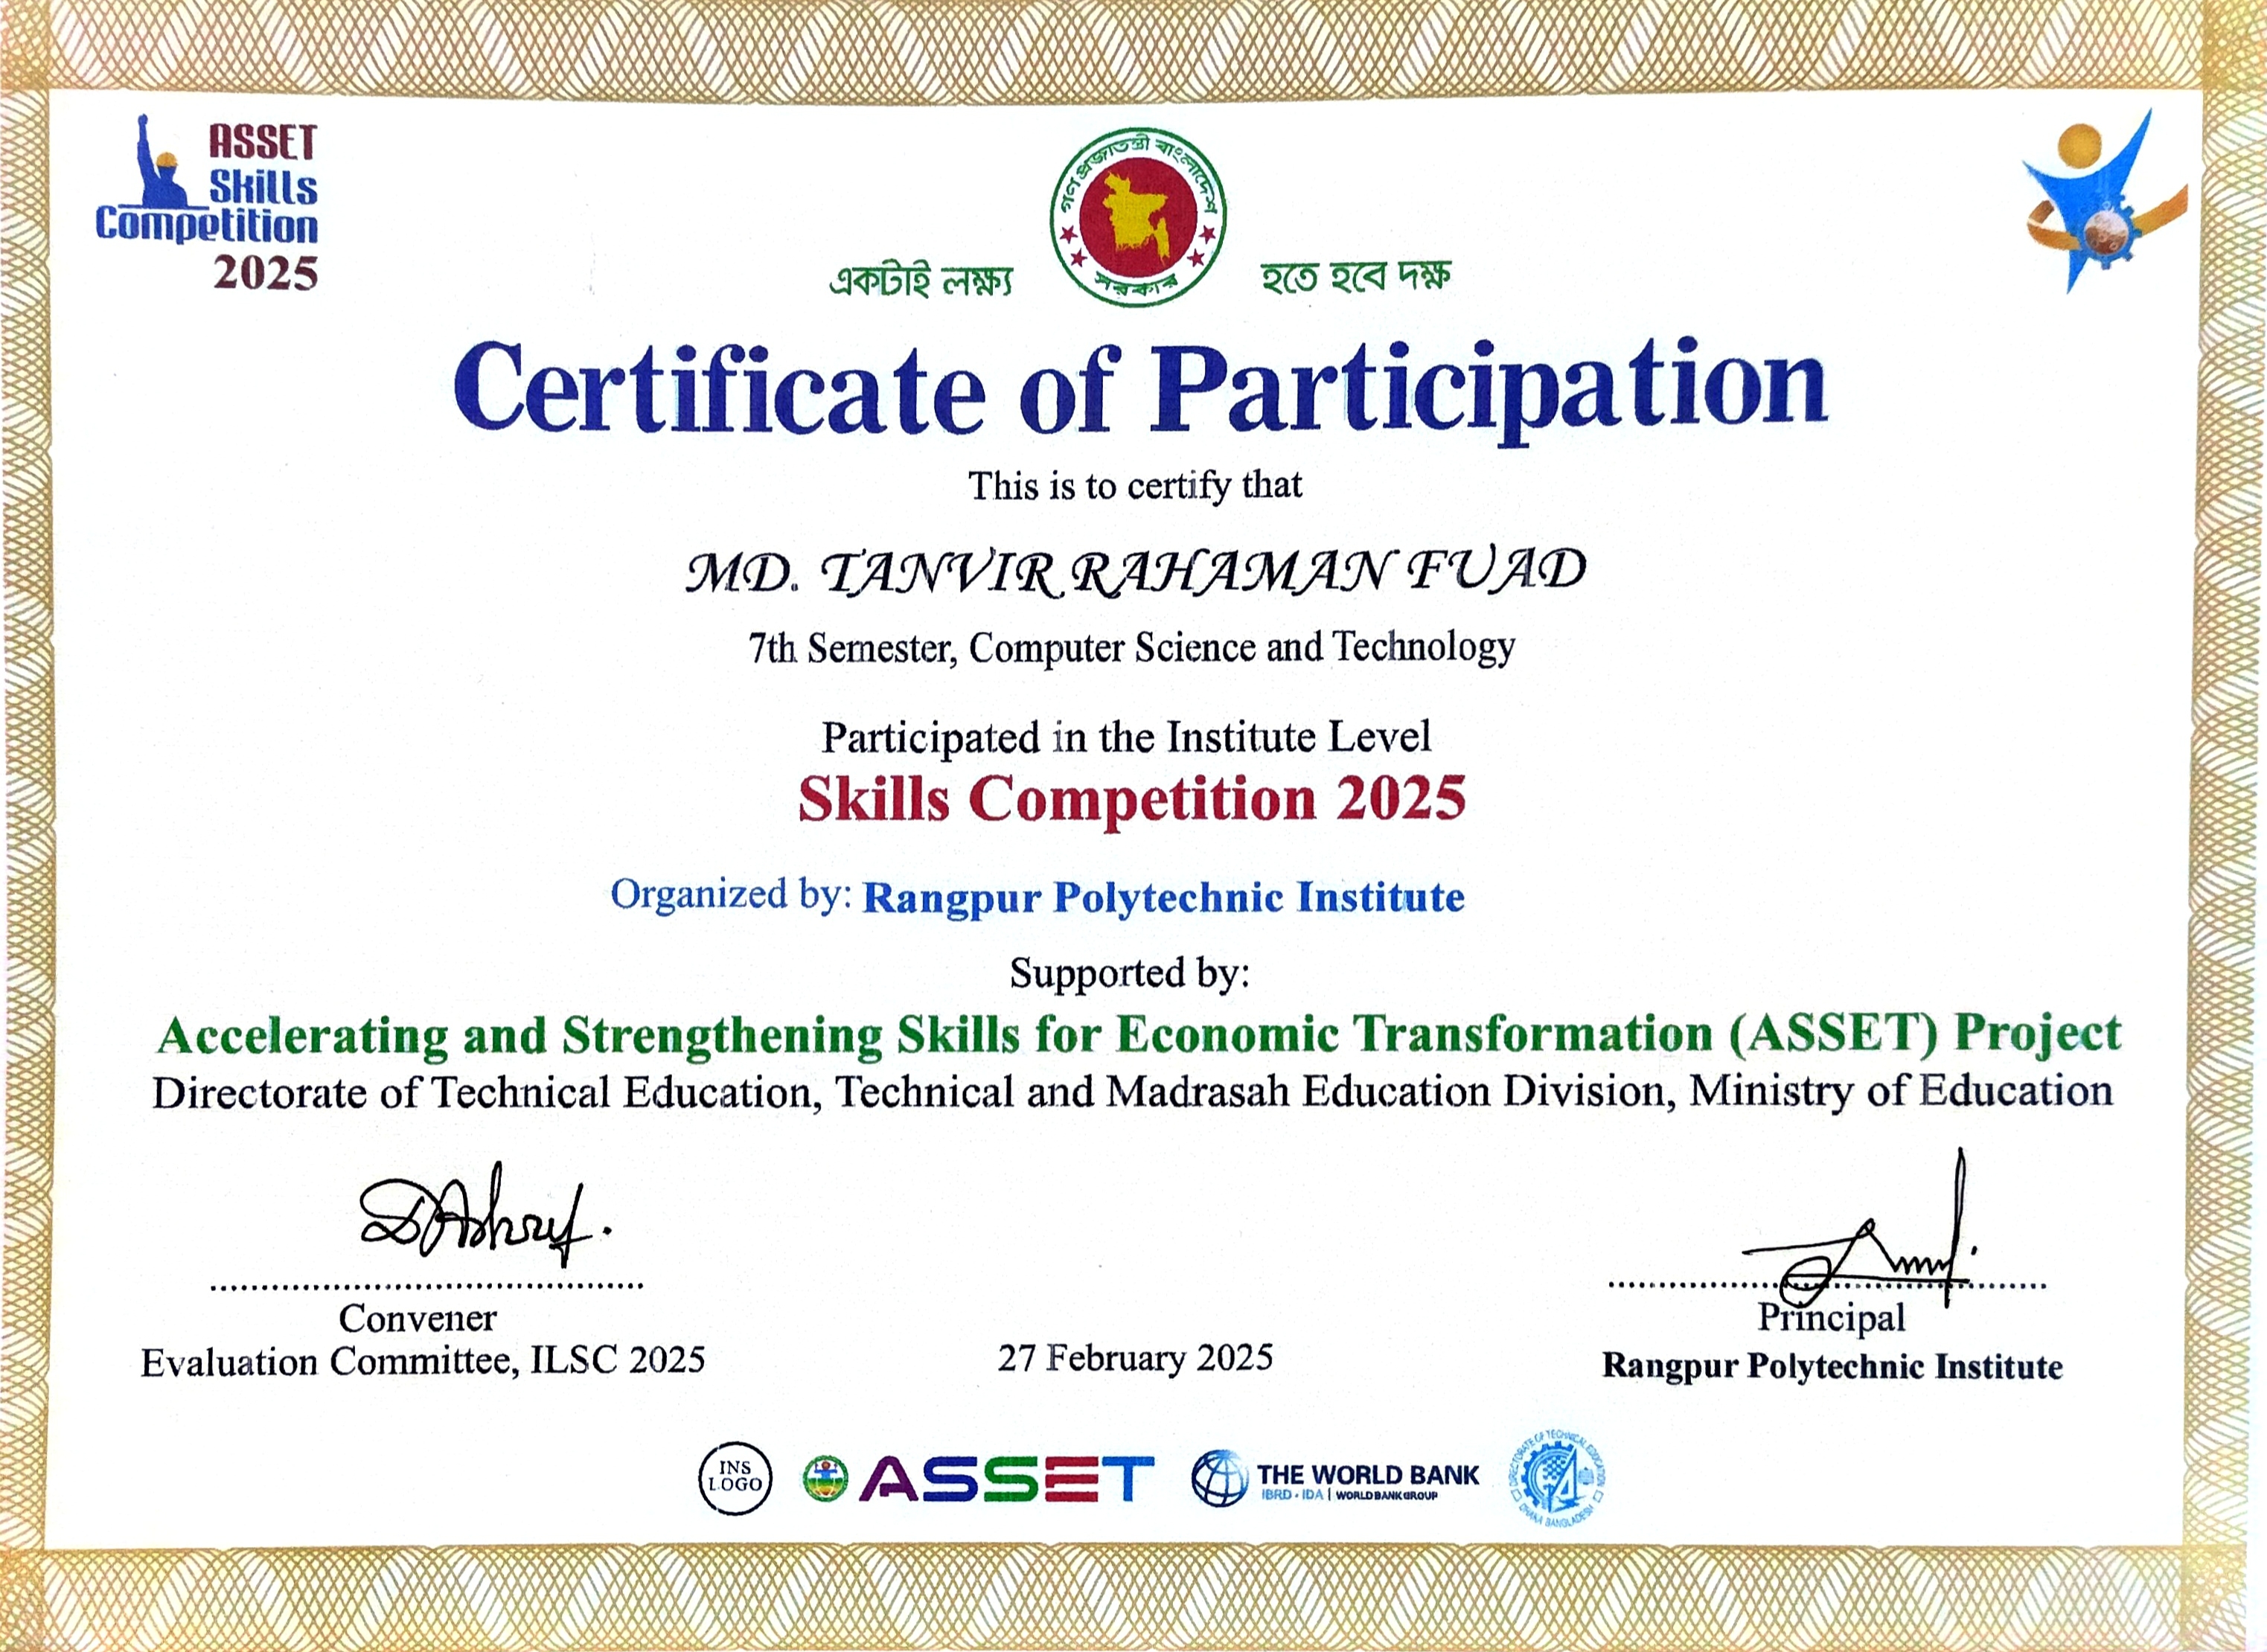 ASSET
Skills
Competition
2025
গণপ্রজাতন্ত্রী বাংলাদেশ
সরকার
একটাই লক্ষ্য
হতে হবে দক্ষ
Certificate of Participation
This is to certify that
MD. TANVIR RAHAMAN FUAD
7th Semester, Computer Science and Technology
Participated in the Institute Level
Skills Competition 2025
Organized by: Rangpur Polytechnic Institute
Supported by:
Accelerating and Strengthening Skills for Economic Transformation (ASSET) Project
Directorate of Technical Education, Technical and Madrasah Education Division, Ministry of Education
Convener
Evaluation Committee, ILSC 2025
27 February 2025
Principal
Rangpur Polytechnic Institute
INS
LOGO
ASSET
THE WORLD BANK
IBRD • IDA | WORLD BANK GROUP
DIRECTORATE OF TECHNICAL EDUCATION
DHAKA BANGLADESH